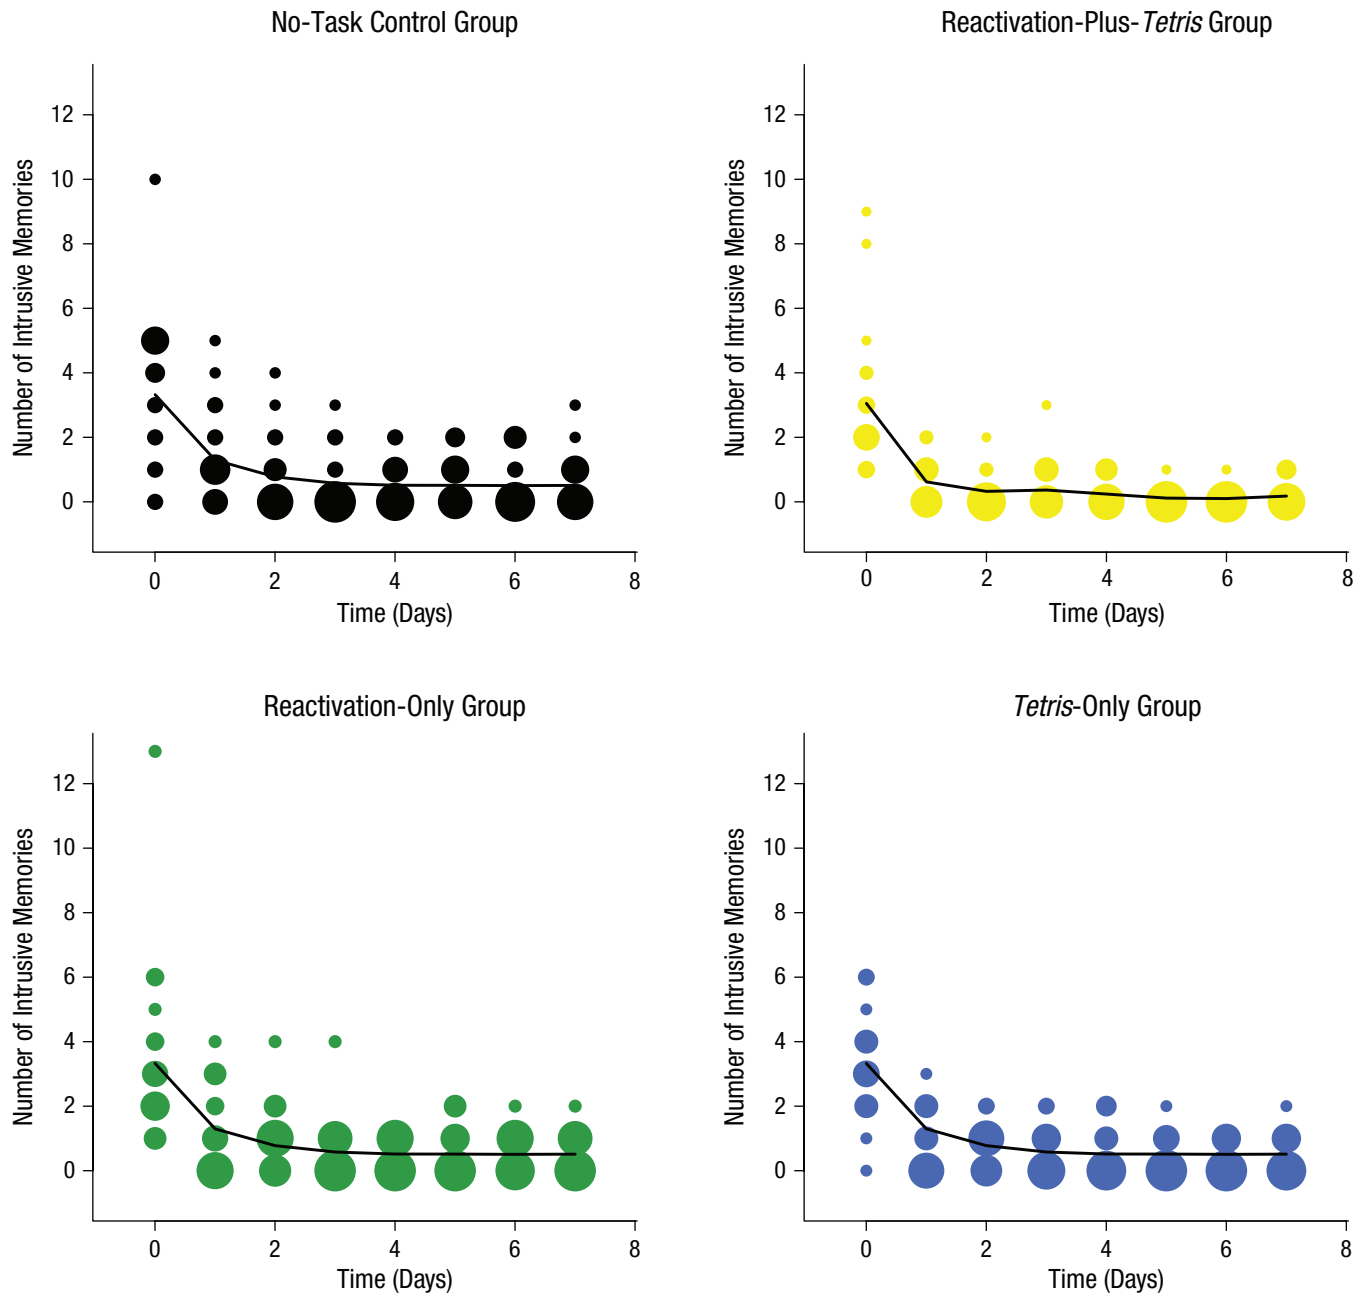 No-Task Control Group
Number of Intrusive Memories
12
10
8
6
4
2
0
0 2 4 6 8
Time (Days)
Reactivation-Plus-Tetris Group
Number of Intrusive Memories
12
10
8
6
4
2
0
0 2 4 6 8
Time (Days)
Reactivation-Only Group
Number of Intrusive Memories
12
10
8
6
4
2
0
0 2 4 6 8
Time (Days)
Tetris-Only Group
Number of Intrusive Memories
12
10
8
6
4
2
0
0 2 4 6 8
Time (Days)